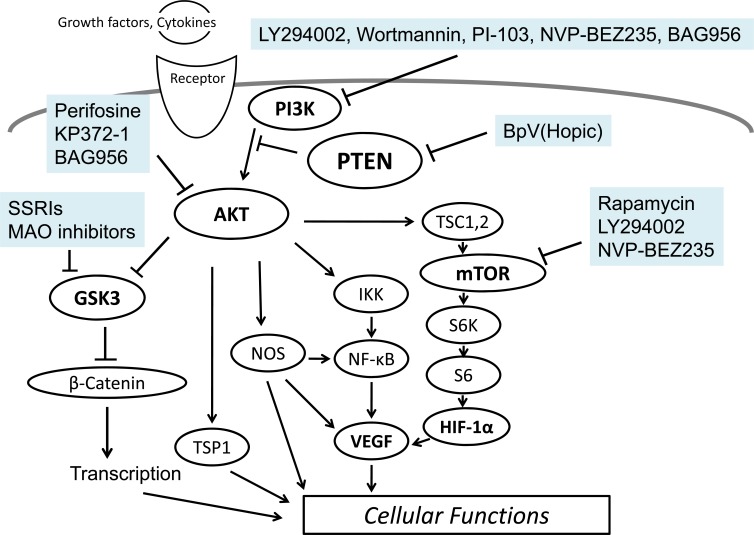 Growth factors, Cytokines
LY294002, Wortmannin, PI-103, NVP-BEZ235, BAG956
Receptor
PI3K
Perifosine
KP372-1
BAG956
BpV(Hopic)
PTEN
SSRIs
MAO inhibitors
AKT
TSC1,2
Rapamycin
LY294002
NVP-BEZ235
mTOR
GSK3
IKK
S6K
NOS
NF-κB
β-Catenin
S6
HIF-1α
TSP1
VEGF
Transcription
Cellular Functions